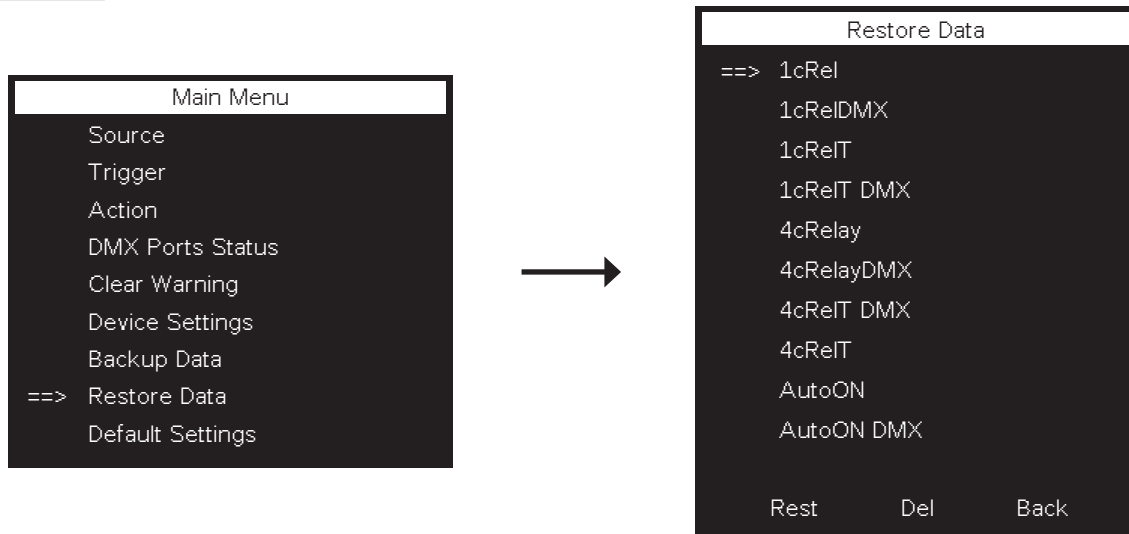 Main Menu
Source
Trigger
Action
DMX Ports Status
Clear Warning
Device Settings
Backup Data
==> Restore Data
Default Settings
Restore Data
==> 1cRel
1cRelDMX
1cRelT
1cRelT DMX
4cRelay
4cRelayDMX
4cRelT DMX
4cRelT
AutoON
AutoON DMX
Rest Del Back